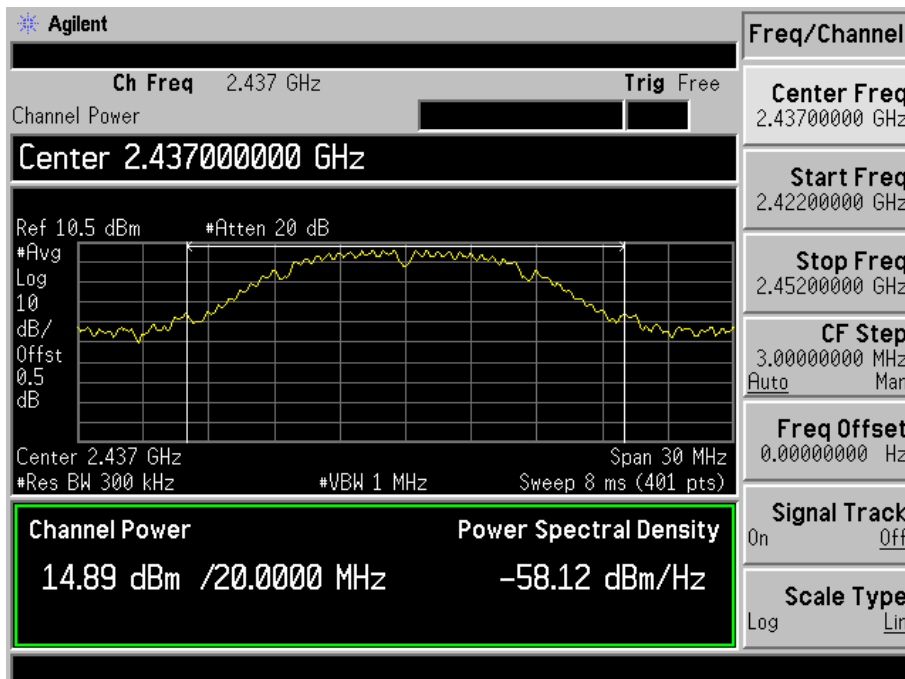 Agilent
Freq/Channel
Ch Freq 2.437 GHz Trig Free
Channel Power
Center 2.437000000 GHz
Ref 10.5 dBm #Atten 20 dB
#Avg
Log
10
dB/
Offst
0.5
dB
Center 2.437 GHz Span 30 MHz
#Res BW 300 kHz #VBW 1 MHz Sweep 8 ms (401 pts)
Channel Power Power Spectral Density
14.89 dBm /20.0000 MHz -58.12 dBm/Hz
Center Freq
2.43700000 GHz
Start Freq
2.42200000 GHz
Stop Freq
2.45200000 GHz
CF Step
3.00000000 MHz
Auto Man
Freq Offset
0.00000000 Hz
Signal Track
On Off
Scale Type
Log Lin